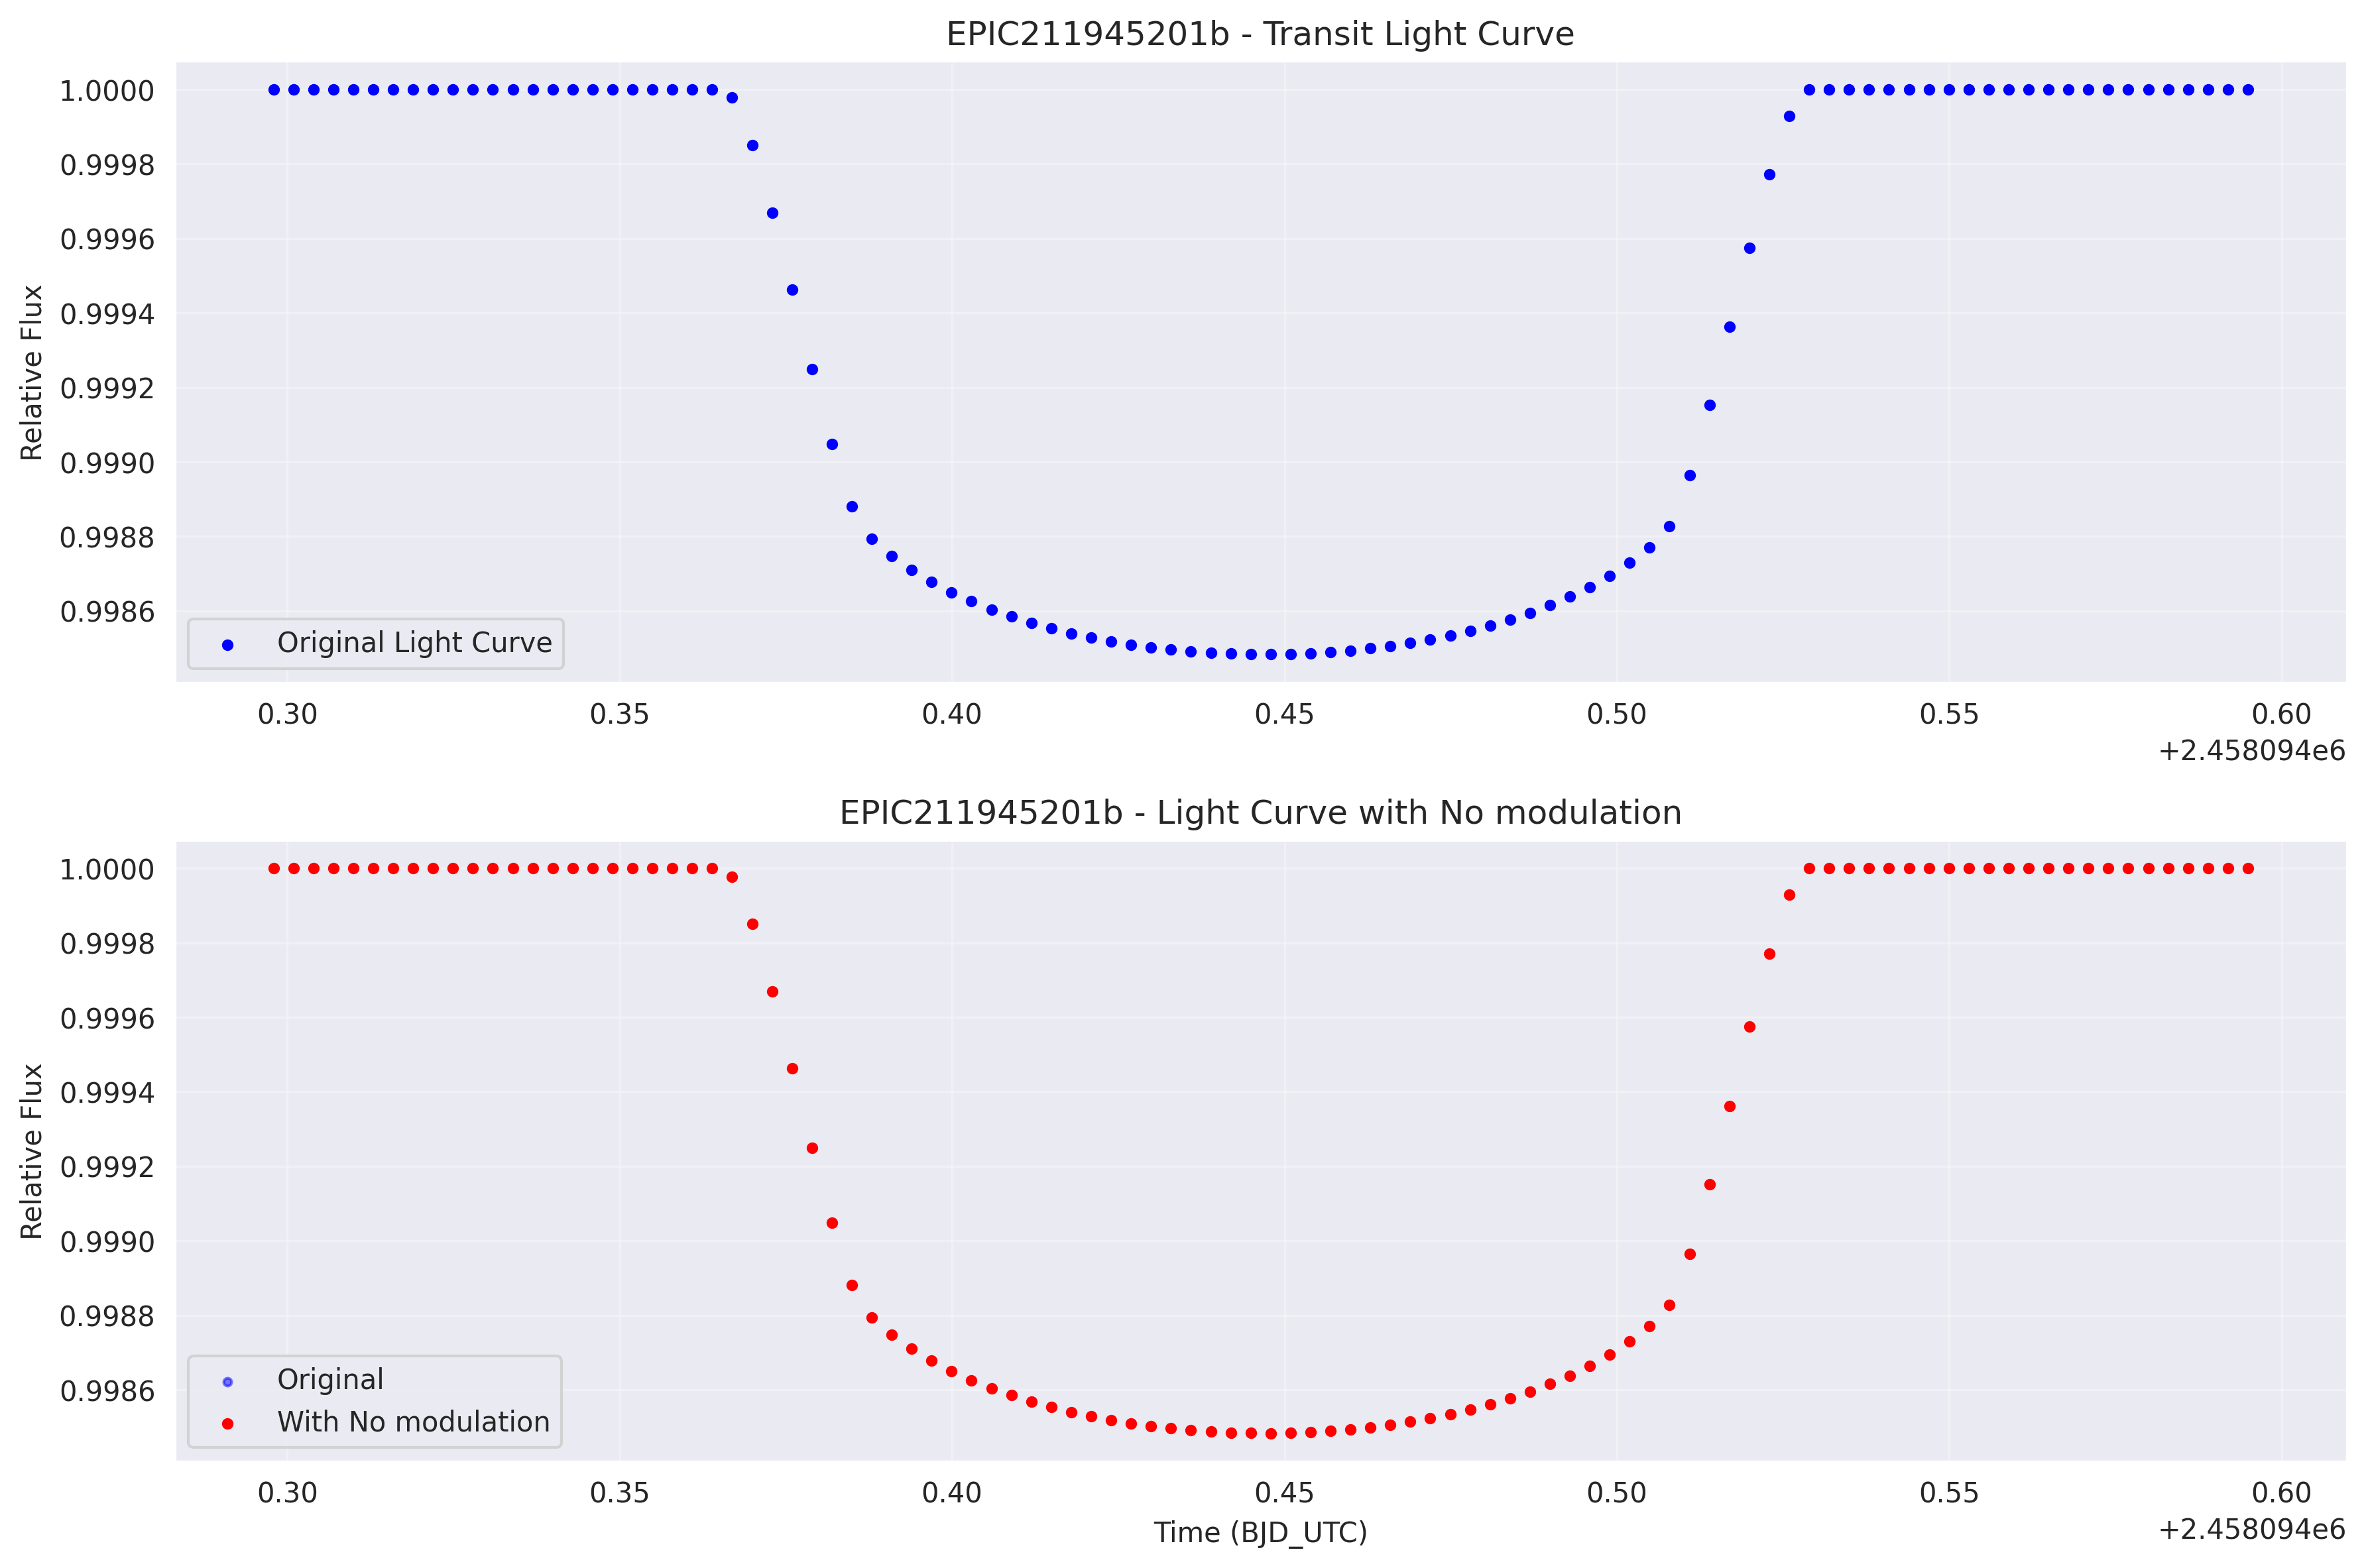 EPIC211945201b - Transit Light Curve
1.0000
0.9998
0.9996
0.9994
0.9992
0.9990
0.9988
0.9986
Relative Flux
Original Light Curve
0.30 0.35 0.40 0.45 0.50 0.55 0.60
+2.458094e6
EPIC211945201b - Light Curve with No modulation
1.0000
0.9998
0.9996
0.9994
0.9992
0.9990
0.9988
0.9986
Relative Flux
Original
With No modulation
0.30 0.35 0.40 0.45 0.50 0.55 0.60
Time (BJD_UTC)
+2.458094e6